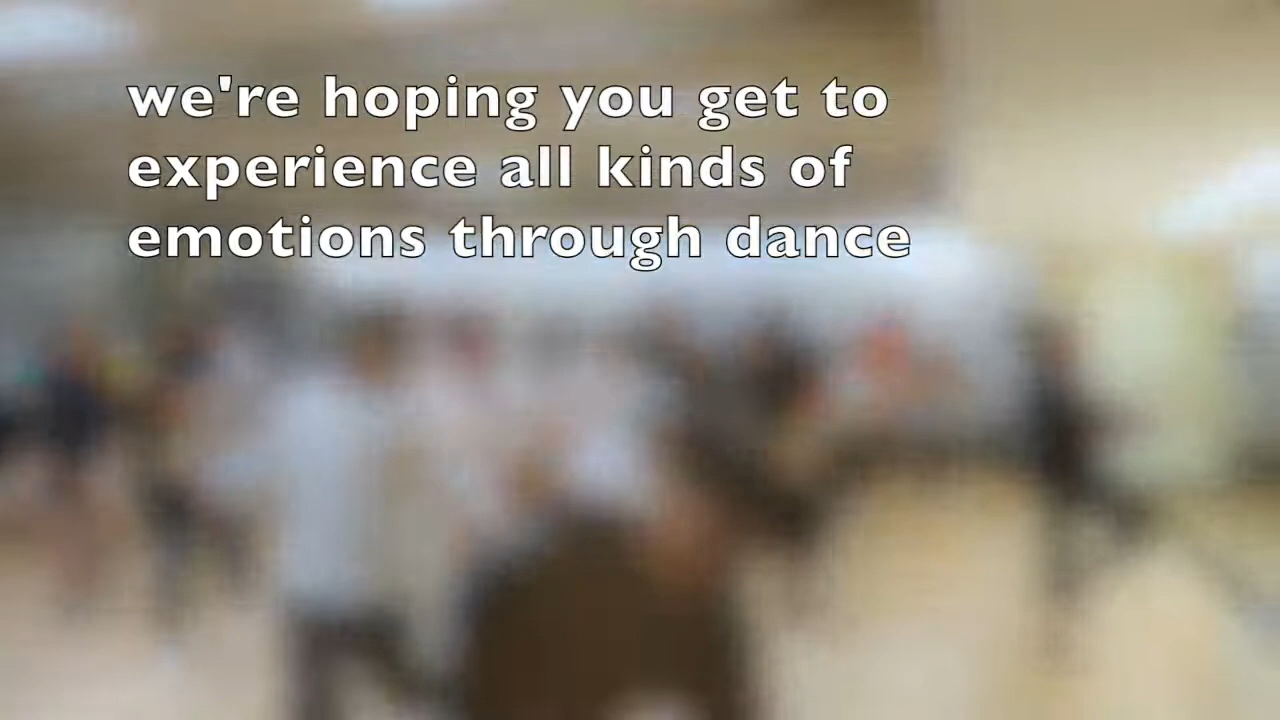 we're hoping you get to
experience all kinds of
emotions through dance